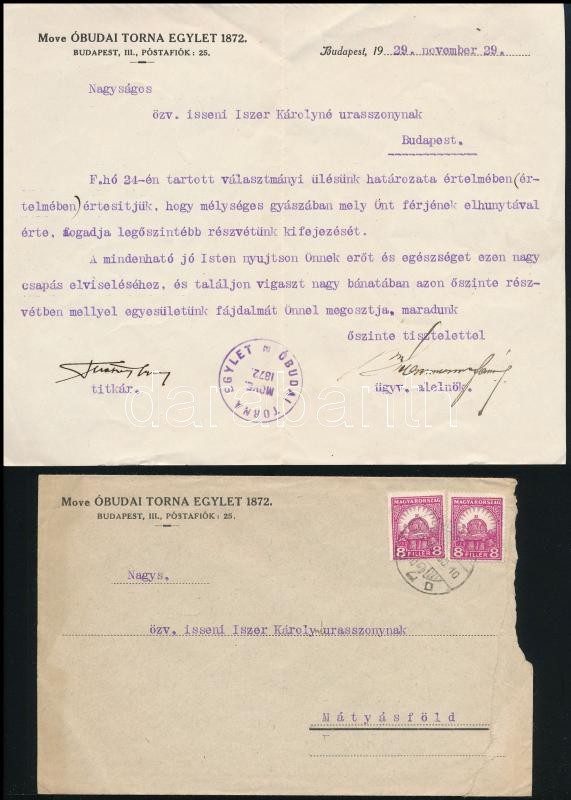 Move ÓBUDAI TORNA EGYLET 1872.
BUDAPEST, III., PÓSTAFIÓK: 25.
Budapest, 19 29. november 29.
Nagyságos
özv. isseni Iszer Károlyné urasszonynak
Budapest.
F.hó 24-én tartott választmányi ülésünk határozata értelmében(ér-
telmében)értesitjük, hogy mélységes gyászában mely Önt férjének elhunytával
érte, fogadja legőszintébb részvétünk kifejezését.
A mindenható jó Isten nyujtson Önnek erőt és egészséget ezen nagy
csapás elviseléséhez, és találjon vigaszt nagy bánatában azon őszinte rész-
vétben mellyel egyesületünk fájdalmát Önnel megosztja, maradunk
őszinte tisztelettel
titkár.
ÓBUDAI TORNA EGYLET
MOVE.
1872.
ügyv. alelnök.
darabanth
Move ÓBUDAI TORNA EGYLET 1872.
BUDAPEST, III., PÓSTAFIÓK: 25.
MAGYARORSZÁG
8 FILLÉR 8
MAGYARORSZÁG
8 FILLÉR 8
Nagys.
özv. isseni Iszer Károly urasszonynak
Mátyásföld